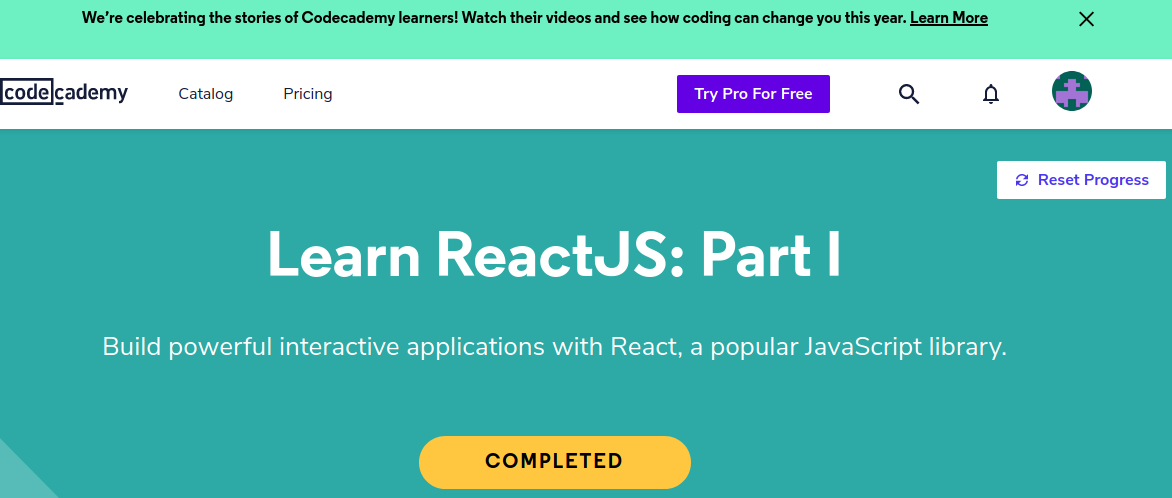 We're celebrating the stories of Codecademy learners! Watch their videos and see how coding can change you this year. Learn More
codecademy Catalog Pricing Try Pro For Free
Reset Progress
Learn ReactJS: Part I
Build powerful interactive applications with React, a popular JavaScript library.
COMPLETED